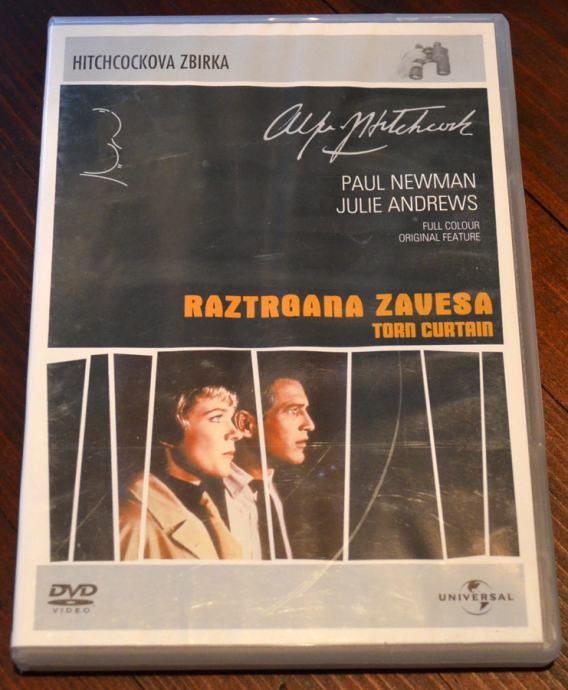 HITCHCOCKOVA ZBIRKA
Alfred Hitchcock
PAUL NEWMAN
JULIE ANDREWS
FULL COLOUR
ORIGINAL FEATURE
RAZTRGANA ZAVESA
TORN CURTAIN
DVD
VIDEO
UNIVERSAL